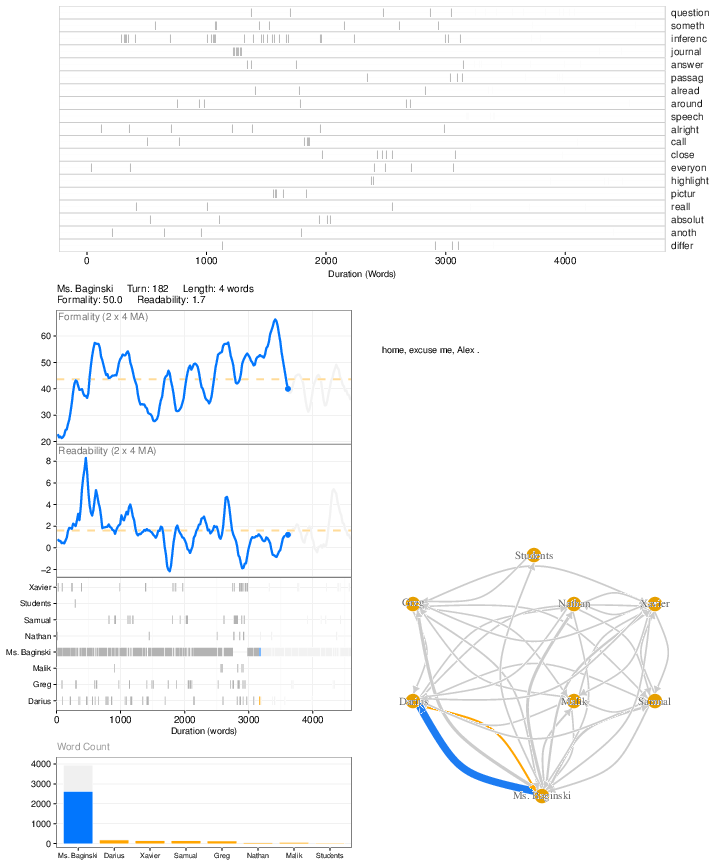 question
someth
inferenc
journal
answer
passag
alread
around
speech
alright
call
close
everyon
highlight
pictur
reall
absolut
anoth
differ
0 1000 2000 3000 4000
Duration (Words)
Ms. Baginski Turn: 182 Length: 4 words
Formality: 50.0 Readability: 1.7
Formality (2 x 4 MA)
60
50
40
30
20
home, excuse me, Alex .
Readability (2 x 4 MA)
8
6
4
2
0
−2
Xavier
Students
Samual
Nathan
Ms. Baginski
Malik
Greg
Darius
0 1000 2000 3000 4000
Duration (words)
Students
Greg Nathan Xavier
Darius Malik Samual
Ms. Baginski
Word Count
4000
3000
2000
1000
0
Ms. Baginski Darius Xavier Samual Greg Nathan Malik Students